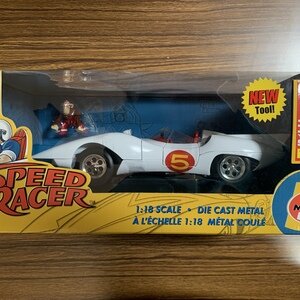 NEW
Tool!
5
SPEED
RACER
1:18 SCALE • DIE CAST METAL
À L'ÉCHELLE 1:18 MÉTAL COULÉ